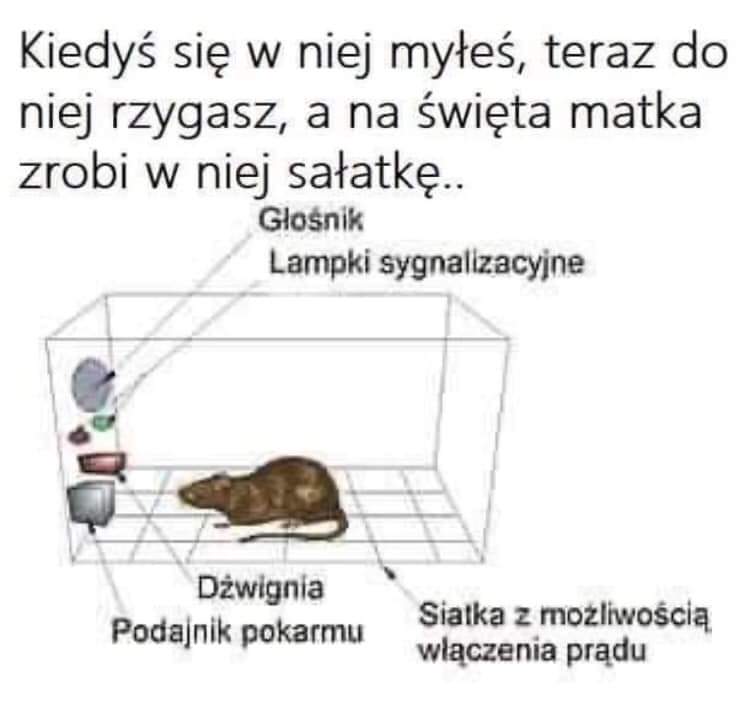 Kiedyś się w niej myłeś, teraz do
niej rzygasz, a na święta matka
zrobi w niej sałatkę..
Głośnik
Lampki sygnalizacyjne
Dźwignia
Podajnik pokarmu
Siatka z możliwością
włączenia prądu